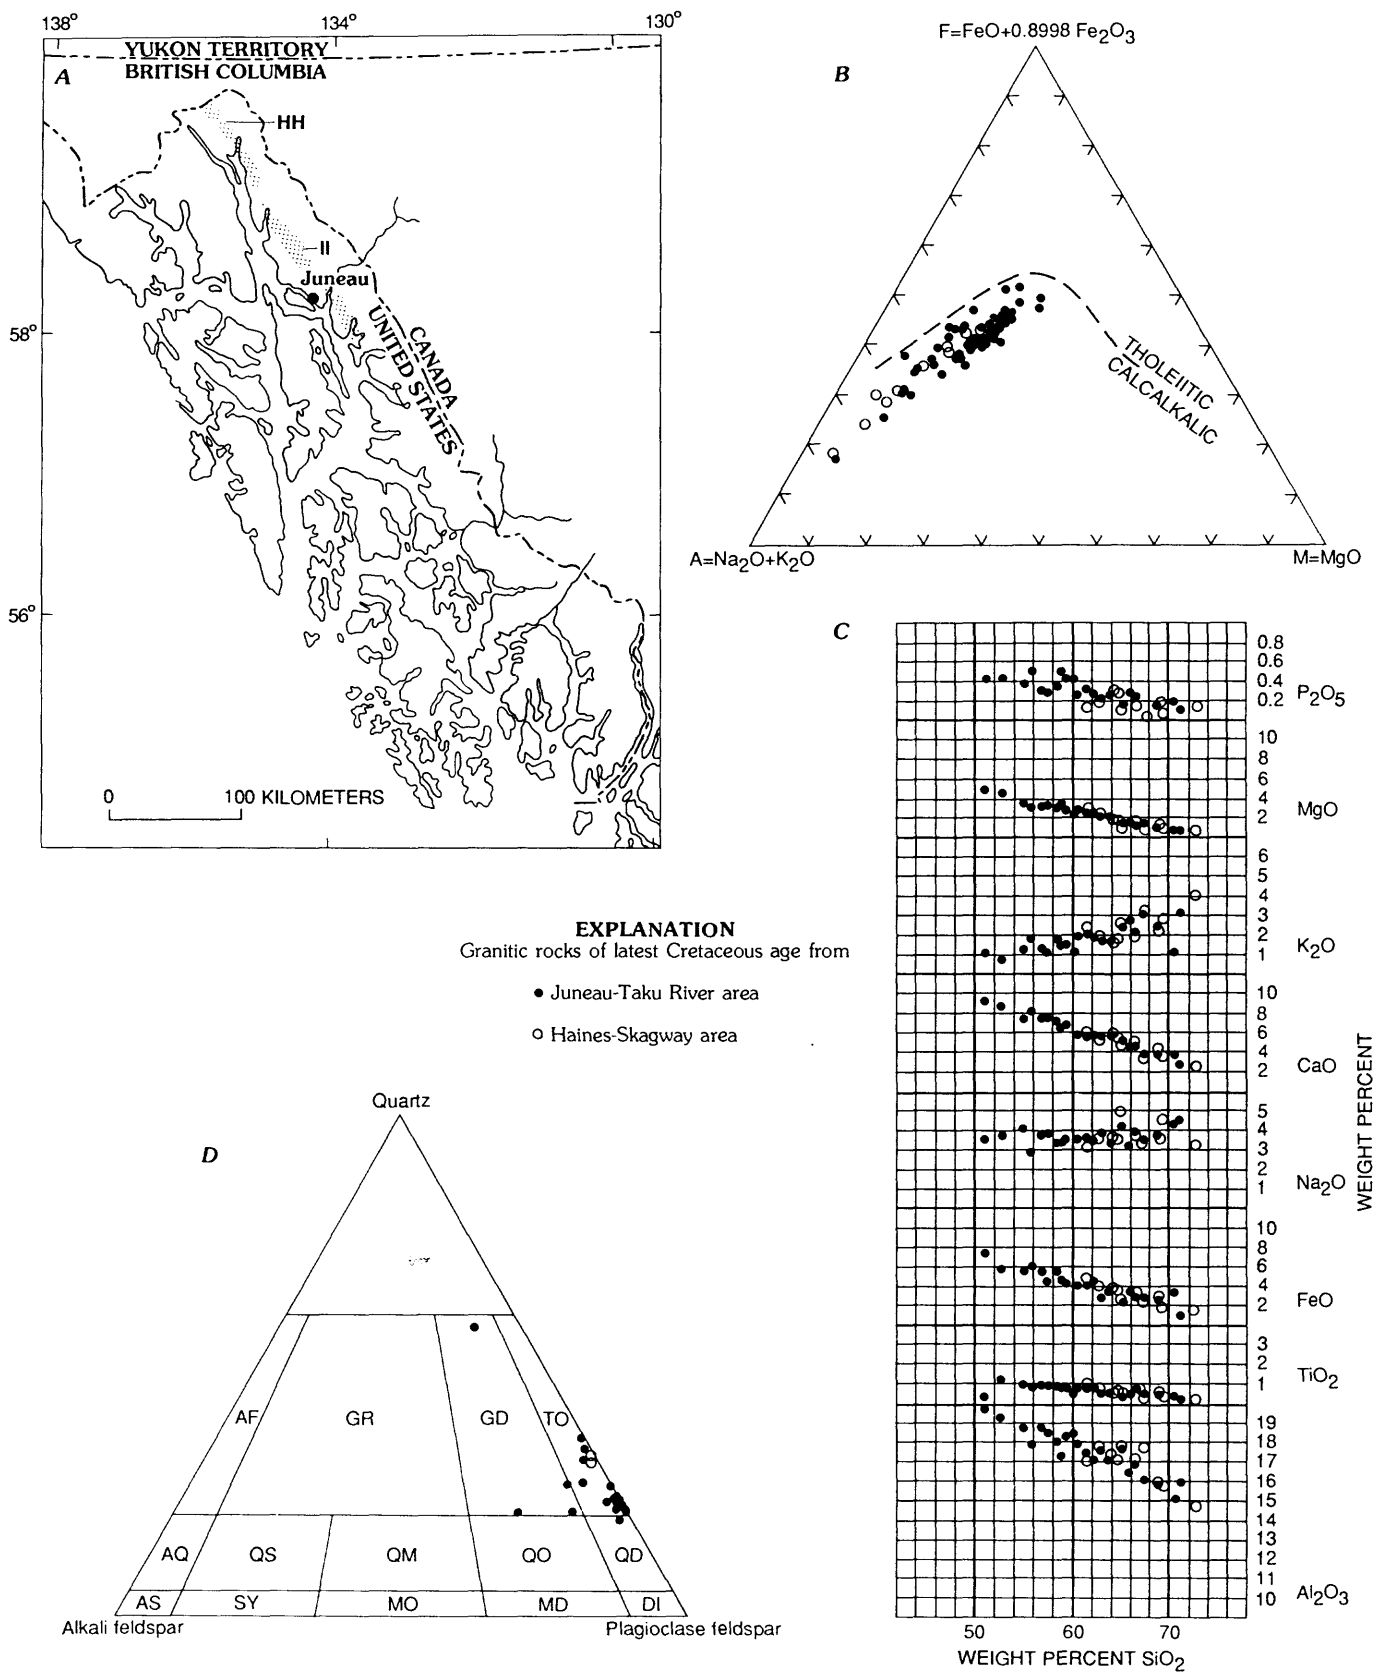 138° 134° 130°
YUKON TERRITORY
BRITISH COLUMBIA
A
HH
II
Juneau
CANADA
UNITED STATES
58°
56°
0 100 KILOMETERS
B
F=FeO+0.8998 Fe₂O₃
THOLEIITIC
CALCALKALIC
A=Na₂O+K₂O
M=MgO
EXPLANATION
Granitic rocks of latest Cretaceous age from
Juneau-Taku River area
Haines-Skagway area
C
0.8
0.6
0.4
0.2
P₂O₅
10
8
6
4
2
MgO
6
5
4
3
2
1
K₂O
10
8
6
4
2
CaO
5
4
3
2
1
Na₂O
10
8
6
4
2
FeO
3
2
1
TiO₂
19
18
17
16
15
14
13
12
11
10
Al₂O₃
WEIGHT PERCENT
50 60 70
WEIGHT PERCENT SiO₂
D
Quartz
AF GR GD TO
AQ QS QM QO QD
AS SY MO MD DI
Alkali feldspar
Plagioclase feldspar